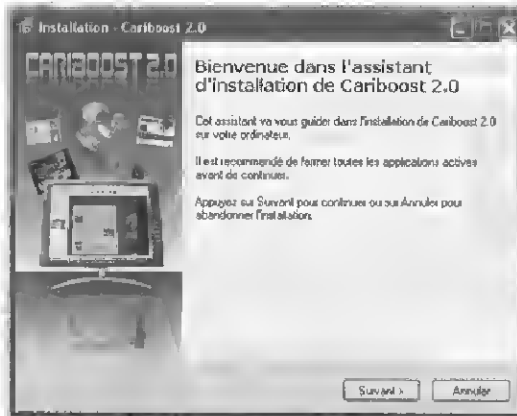 Installation - Cariboost 2.0
CARIBOOST 2.0
Bienvenue dans l'assistant
d'installation de Cariboost 2.0
Cet assistant va vous guider dans l'installation de Cariboost 2.0
sur votre ordinateur.
Il est recommandé de fermer toutes les applications actives
avant de continuer.
Appuyez sur Suivant pour continuer ou sur Annuler pour
abandonner l'installation.
Suivant >
Annuler